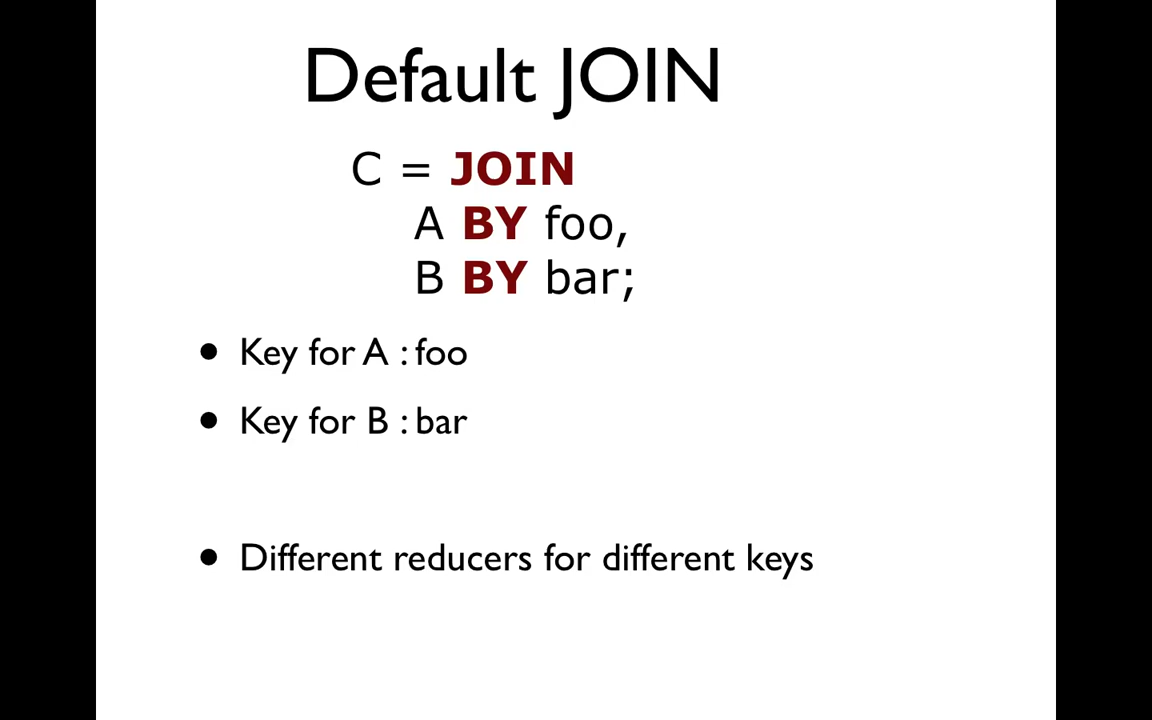 Default JOIN
C = JOIN
A BY foo,
B BY bar;
• Key for A : foo
• Key for B : bar
• Different reducers for different keys